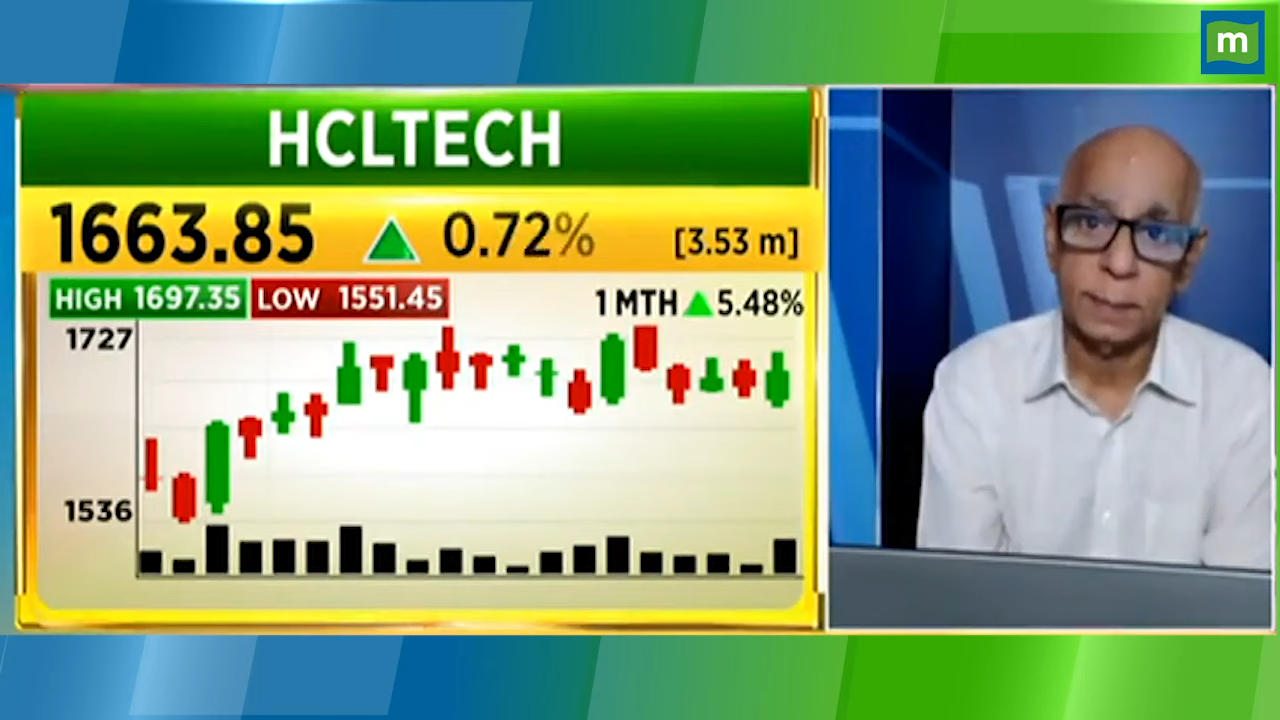 m
HCLTECH
1663.85 ▲ 0.72% [3.53 m]
HIGH 1697.35 LOW 1551.45 1 MTH ▲ 5.48%
1727
1536